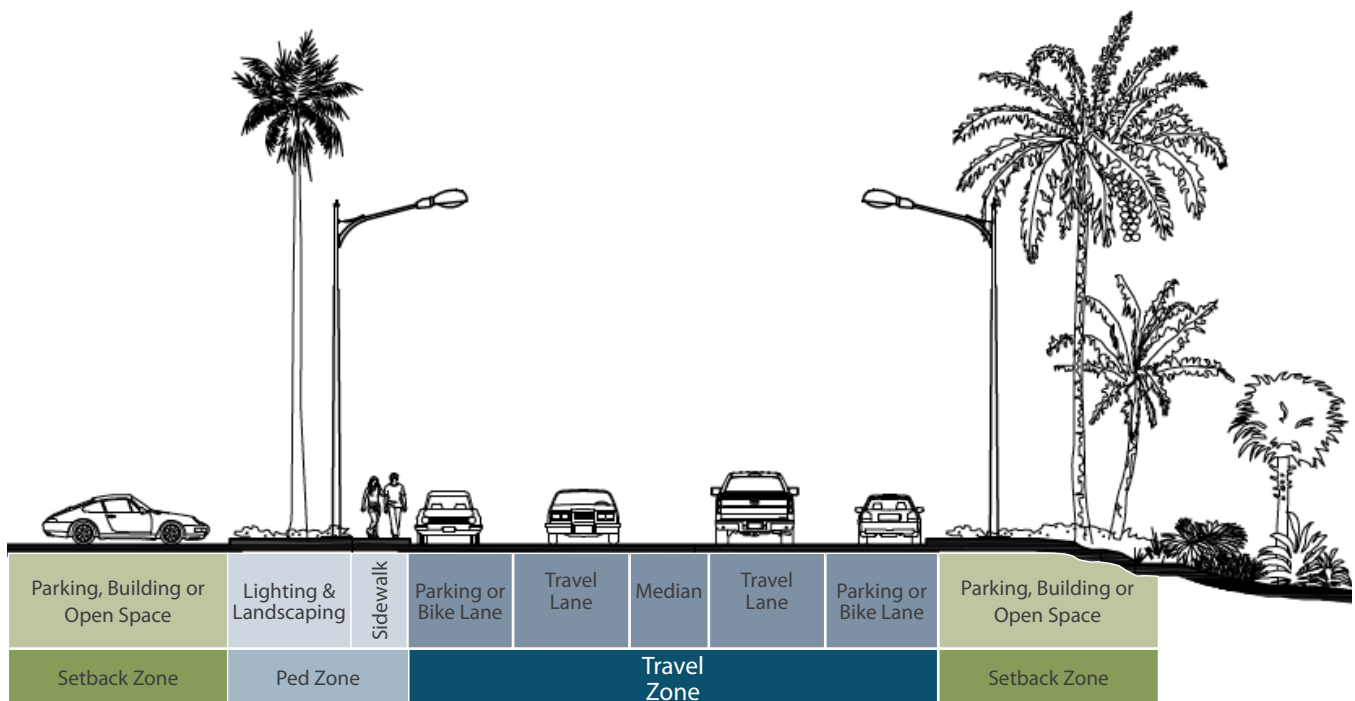 Parking, Building or
Open Space
Lighting &
Landscaping
Sidewalk
Parking or
Bike Lane
Travel
Lane
Median
Travel
Lane
Parking or
Bike Lane
Parking, Building or
Open Space
Setback Zone
Ped Zone
Travel
Zone
Setback Zone